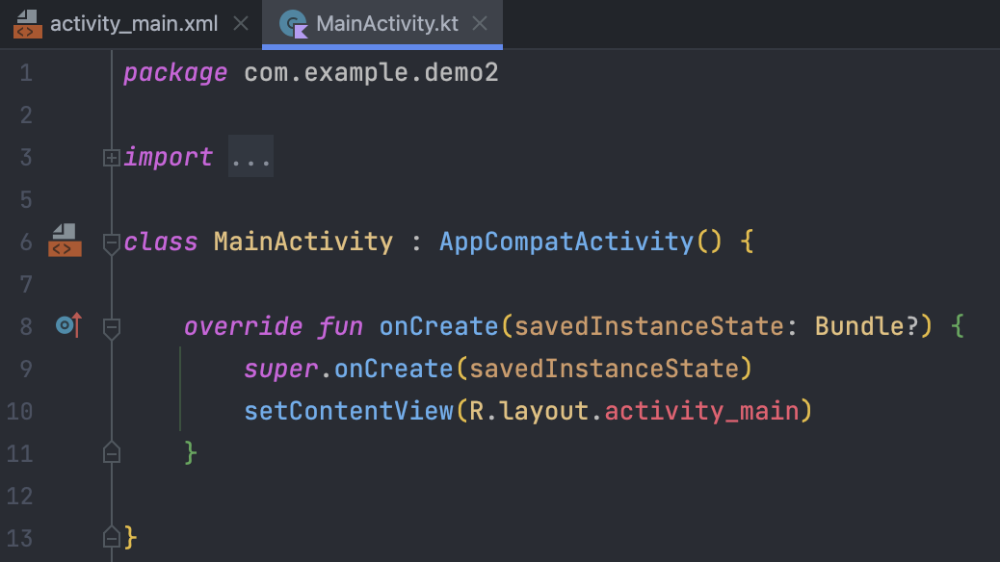 activity_main.xml MainActivity.kt
1 package com.example.demo2
2
3 import ...
5
6 class MainActivity : AppCompatActivity() {
7
8 override fun onCreate(savedInstanceState: Bundle?) {
9 super.onCreate(savedInstanceState)
10 setContentView(R.layout.activity_main)
11 }
12
13 }